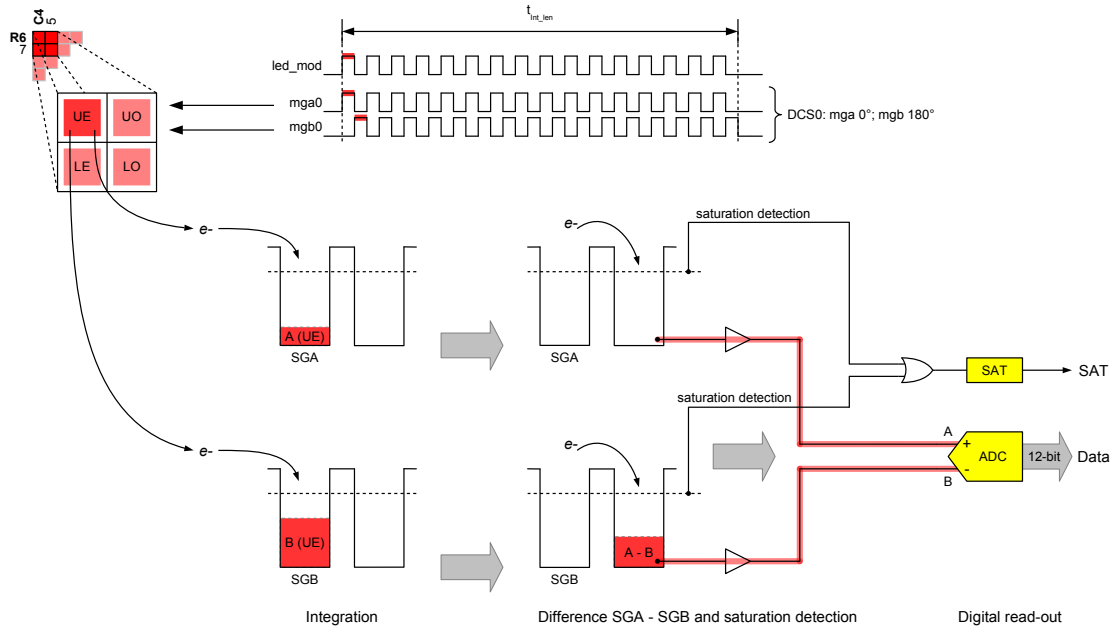 t Int_len
C4
5
R6
7
led_mod
mga0
mgb0
DCS0: mga 0°; mgb 180°
UE UO
LE LO
e-
e-
saturation detection
A (UE)
SGA
SGA
SAT
SAT
saturation detection
e-
e-
A
+
ADC
12-bit
Data
-
B
B (UE)
A - B
SGB
SGB
Integration
Difference SGA - SGB and saturation detection
Digital read-out